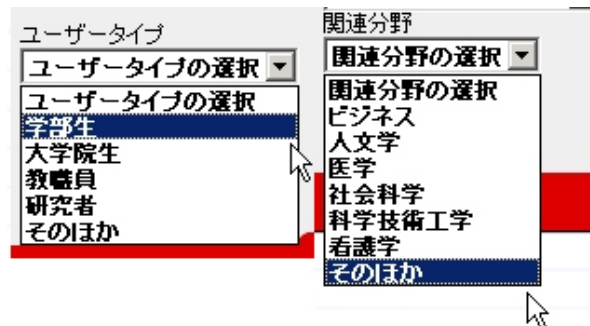 ユーザータイプ
ユーザータイプの選択
ユーザータイプの選択
学部生
大学院生
教職員
研究者
そのほか
関連分野
関連分野の選択
関連分野の選択
ビジネス
人文学
医学
社会科学
科学技術工学
看護学
そのほか